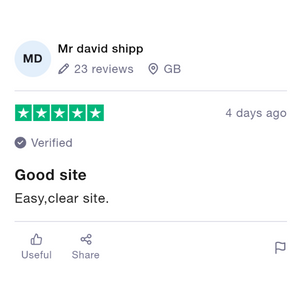 MD
Mr david shipp
23 reviews GB
4 days ago
Verified
Good site
Easy,clear site.
Useful Share